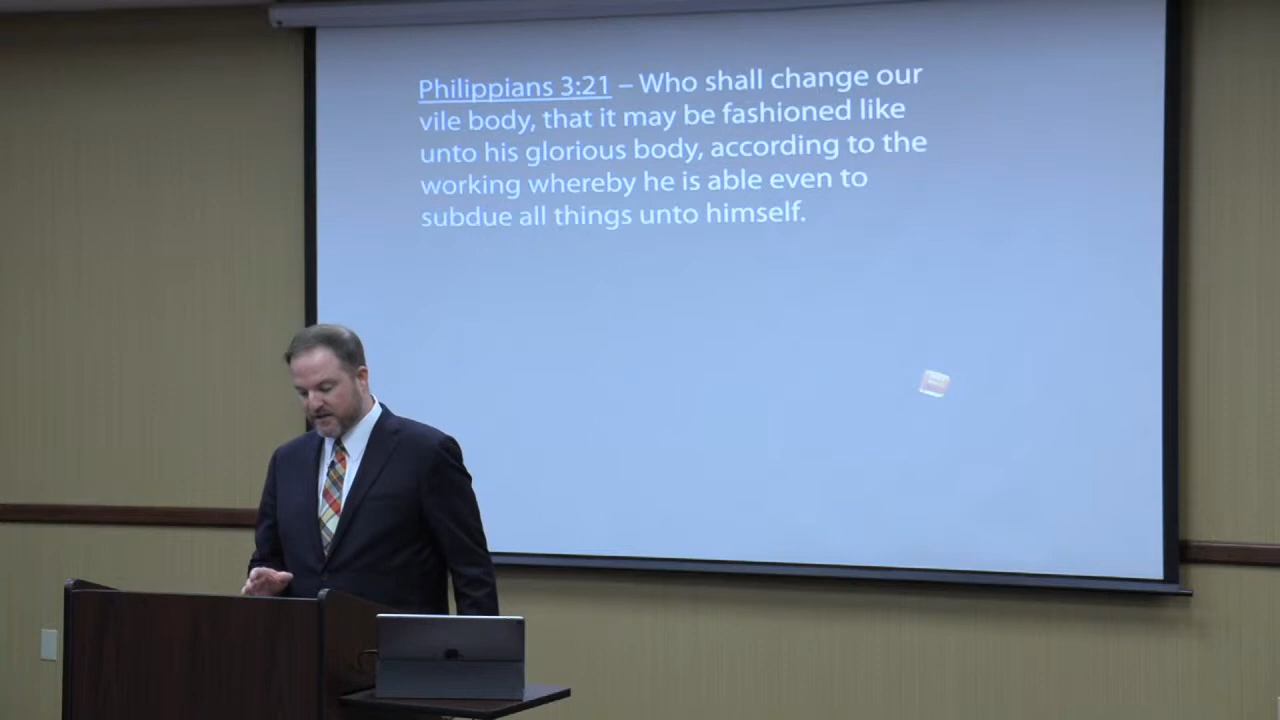 Philippians 3:21 – Who shall change our
vile body, that it may be fashioned like
unto his glorious body, according to the
working whereby he is able even to
subdue all things unto himself.